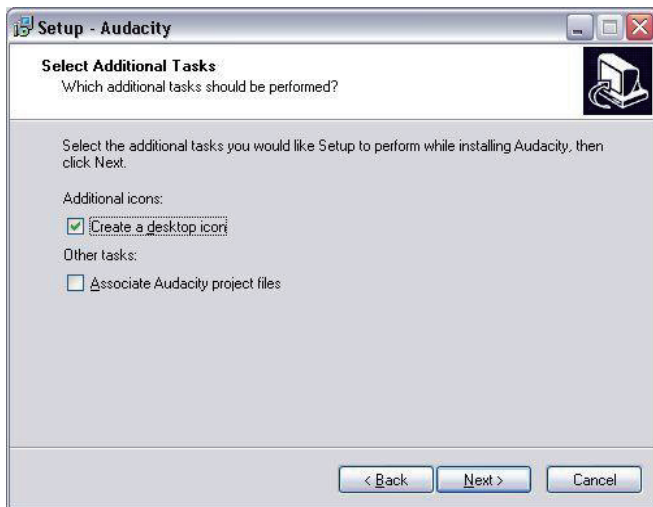 Setup - Audacity
Select Additional Tasks
Which additional tasks should be performed?
Select the additional tasks you would like Setup to perform while installing Audacity, then
click Next.
Additional icons:
Create a desktop icon
Other tasks:
Associate Audacity project files
< Back
Next >
Cancel